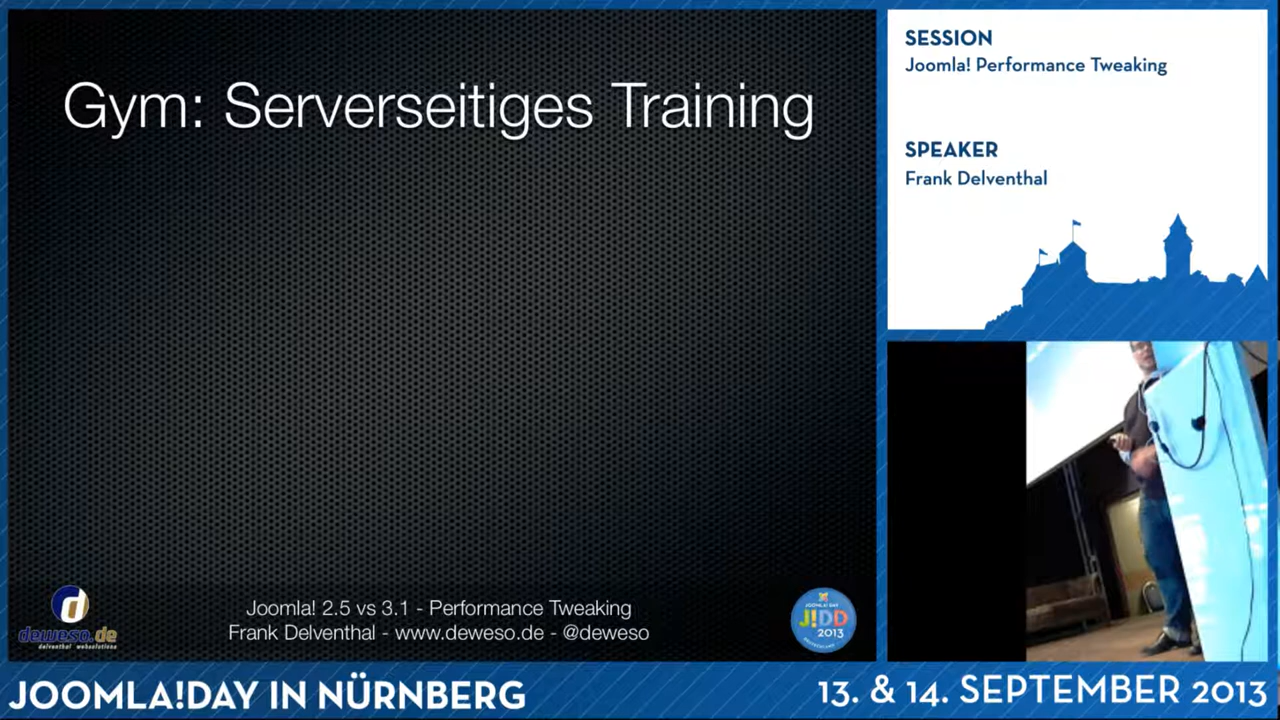 Gym: Serverseitiges Training
Joomla! 2.5 vs 3.1 - Performance Tweaking
Frank Delventhal - www.deweso.de - @deweso
deweso.de
delventhal websolutions
JOOMLA! DAY
J!DD
2013
SESSION
Joomla! Performance Tweaking
SPEAKER
Frank Delventhal
JOOMLA!DAY IN NÜRNBERG
13. & 14. SEPTEMBER 2013